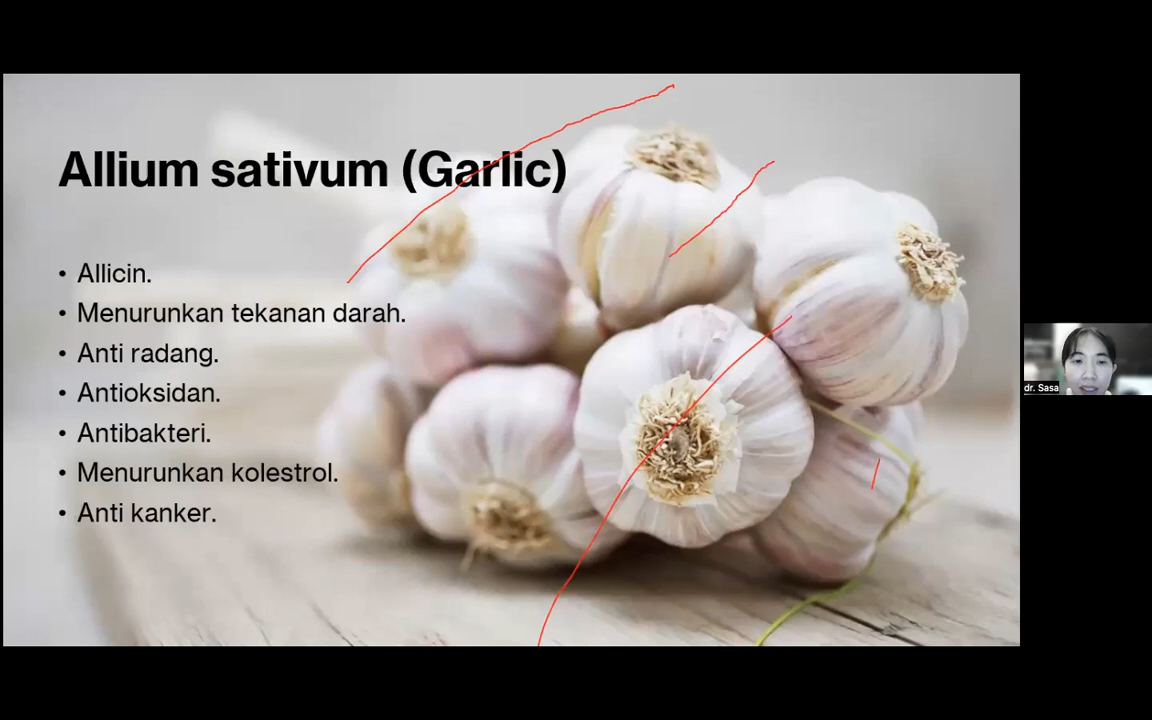 Allium sativum (Garlic)
• Allicin.
• Menurunkan tekanan darah.
• Anti radang.
• Antioksidan.
• Antibakteri.
• Menurunkan kolestrol.
• Anti kanker.
dr. Sasa